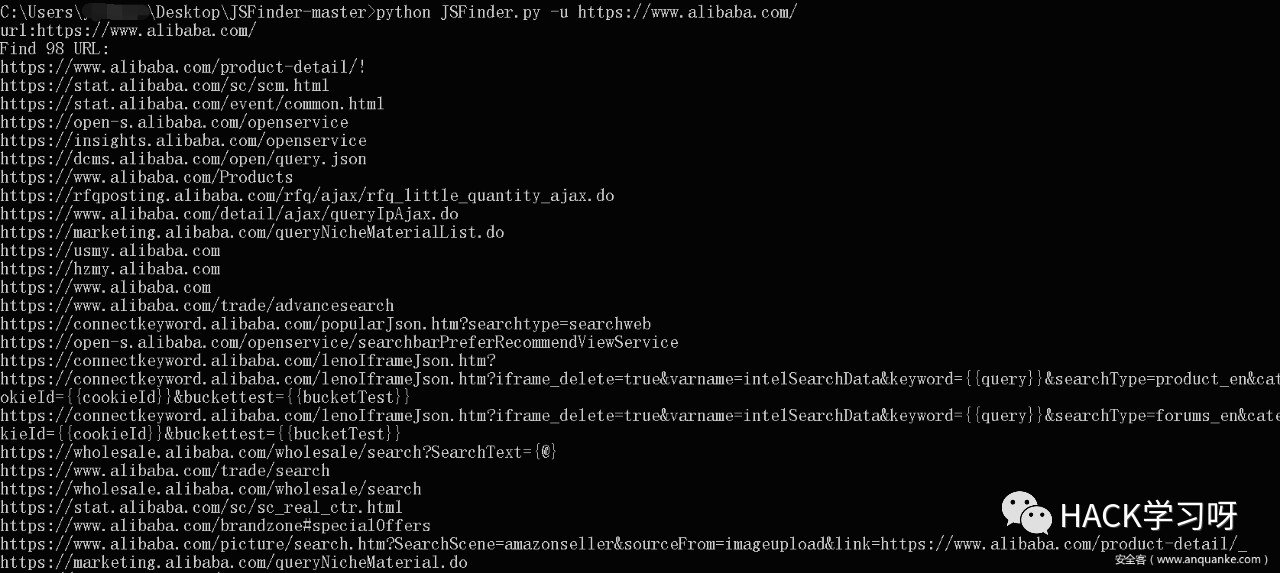 C:\Users\ \Desktop\JSFinder-master>python JSFinder.py -u https://www.alibaba.com/
url:https://www.alibaba.com/
Find 98 URL:
https://www.alibaba.com/product-detail/!
https://stat.alibaba.com/sc/scm.html
https://stat.alibaba.com/event/common.html
https://open-s.alibaba.com/openservice
https://insights.alibaba.com/openservice
https://dcms.alibaba.com/open/query.json
https://www.alibaba.com/Products
https://rfqposting.alibaba.com/rfq/ajax/rfq_little_quantity_ajax.do
https://www.alibaba.com/detail/ajax/queryIpAjax.do
https://marketing.alibaba.com/queryNicheMaterialList.do
https://usmy.alibaba.com
https://hzmy.alibaba.com
https://www.alibaba.com
https://www.alibaba.com/trade/advancesearch
https://connectkeyword.alibaba.com/popularJson.htm?searchtype=searchweb
https://open-s.alibaba.com/openservice/searchbarPreferRecommendViewService
https://connectkeyword.alibaba.com/lenoIframeJson.htm?
https://connectkeyword.alibaba.com/lenoIframeJson.htm?iframe_delete=true&varname=intelSearchData&keyword={{query}}&searchType=product_en&cat
okieId={{cookieId}}&buckettest={{bucketTest}}
https://connectkeyword.alibaba.com/lenoIframeJson.htm?iframe_delete=true&varname=intelSearchData&keyword={{query}}&searchType=forums_en&cate
kieId={{cookieId}}&buckettest={{bucketTest}}
https://wholesale.alibaba.com/wholesale/search?SearchText={@}
https://www.alibaba.com/trade/search
https://wholesale.alibaba.com/wholesale/search
https://stat.alibaba.com/sc/sc_real_ctr.html
https://www.alibaba.com/brandzone#specialOffers
https://www.alibaba.com/picture/search.htm?SearchScene=amazonseller&sourceFrom=imageupload&link=https://www.alibaba.com/product-detail/_
https://marketing.alibaba.com/queryNicheMaterial.do
HACK学习呀
安全客（www.anquanke.com）